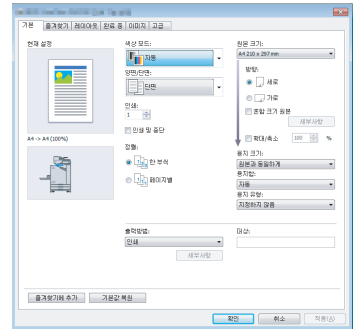 기본 즐겨찾기 레이아웃 완료 중 이미지 고급
현재 설정
A4 -> A4 (100%)
색상 모드:
자동
양면/단면:
단면
인쇄:
1
인쇄 및 중단
정렬:
한 부씩
페이지별
출력방법:
인쇄
세부사항
원본 크기:
A4 210 x 297 mm
방향:
세로
가로
혼합 크기 원본
세부사항
확대/축소 100 %
용지 크기:
원본과 동일하게
용지함:
자동
용지 유형:
지정하지 않음
대상:
즐겨찾기에 추가 기본값 복원
확인 취소 적용(A)